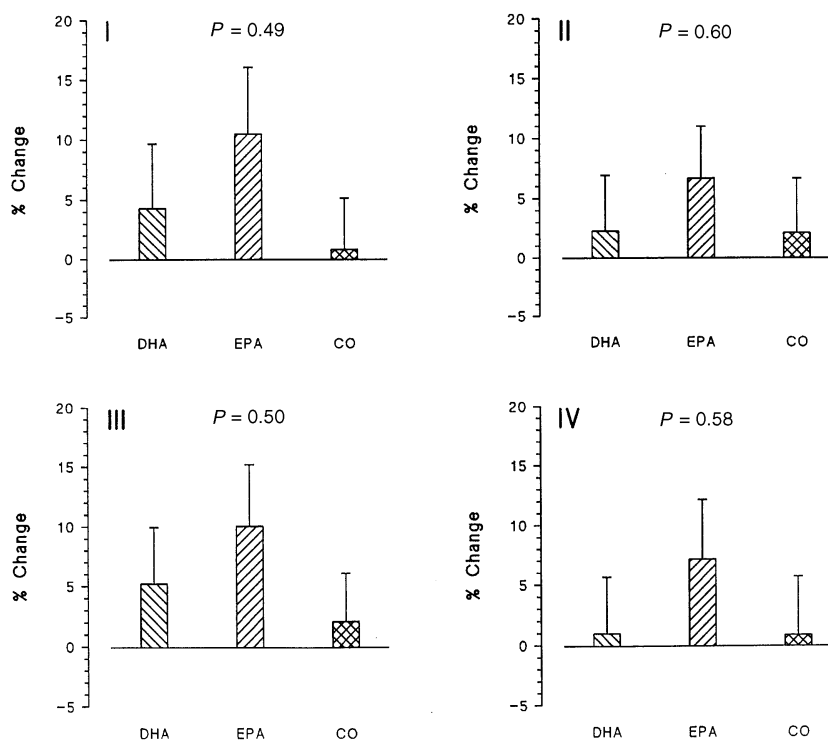 I
P = 0.49
20
15
10
5
0
−5
% Change
DHA EPA CO
II
P = 0.60
20
15
10
5
0
−5
% Change
DHA EPA CO
III
P = 0.50
20
15
10
5
0
−5
% Change
DHA EPA CO
IV
P = 0.58
20
15
10
5
0
−5
% Change
DHA EPA CO